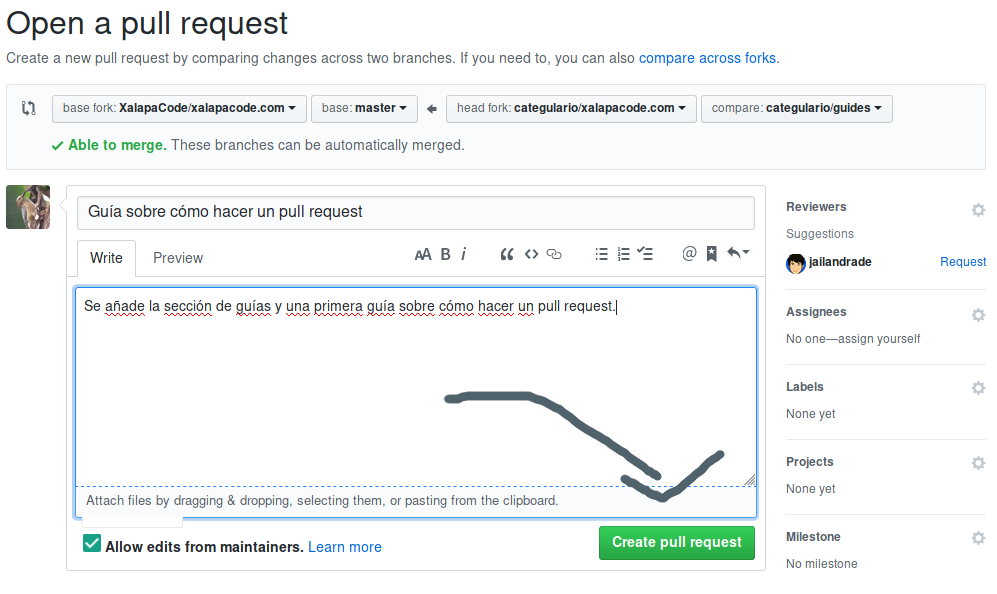 Open a pull request
Create a new pull request by comparing changes across two branches. If you need to, you can also compare across forks.
base fork: XalapaCode/xalapacode.com base: master head fork: categulario/xalapacode.com compare: categulario/guides
Able to merge. These branches can be automatically merged.
Guía sobre cómo hacer un pull request
Write Preview AA B i @
Se añade la sección de guías y una primera guía sobre cómo hacer un pull request.
Attach files by dragging & dropping, selecting them, or pasting from the clipboard.
Allow edits from maintainers. Learn more Create pull request
Reviewers
Suggestions
jailandrade Request
Assignees
No one—assign yourself
Labels
None yet
Projects
None yet
Milestone
No milestone